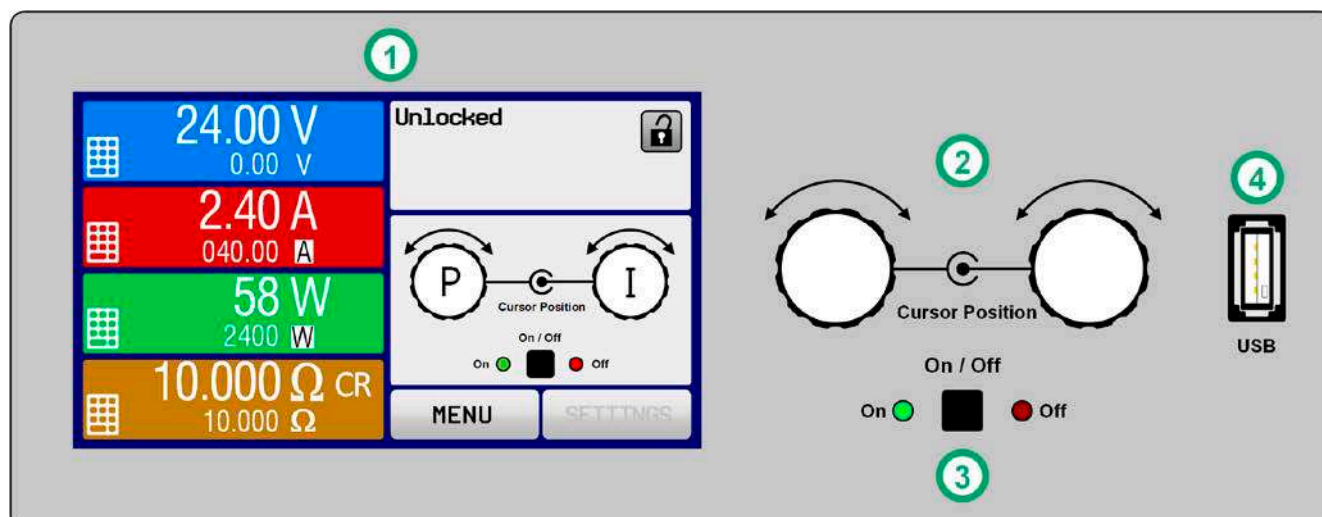 1
24.00 V
0.00 V
2.40 A
040.00 A
58 W
2400 W
10.000 Ω CR
10.000 Ω
Unlocked
P
I
Cursor Position
On / Off
On
Off
MENU
SETTINGS
2
Cursor Position
On / Off
On
Off
3
4
USB